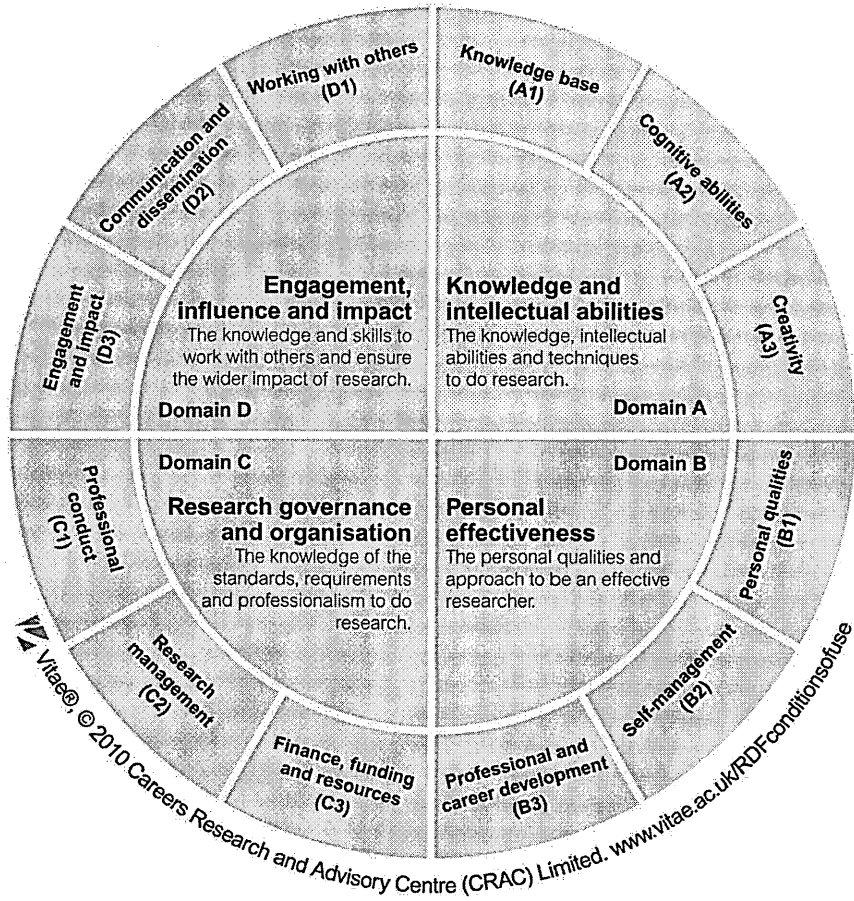 Knowledge base
(A1)
Cognitive abilities
(A2)
Creativity
(A3)
Personal qualities
(B1)
Self-management
(B2)
Professional and
career development
(B3)
Finance, funding
and resources
(C3)
Research
management
(C2)
Professional
conduct
(C1)
Engagement
and impact
(D3)
Communication and
dissemination
(D2)
Working with others
(D1)
Engagement,
influence and impact
The knowledge and skills to
work with others and ensure
the wider impact of research.
Domain D
Knowledge and
intellectual abilities
The knowledge, intellectual
abilities and techniques
to do research.
Domain A
Domain C
Research governance
and organisation
The knowledge of the
standards, requirements
and professionalism to do
research.
Domain B
Personal
effectiveness
The personal qualities and
approach to be an effective
researcher.
Vitae®, © 2010 Careers Research and Advisory Centre (CRAC) Limited. www.vitae.ac.uk/RDFconditionsofuse